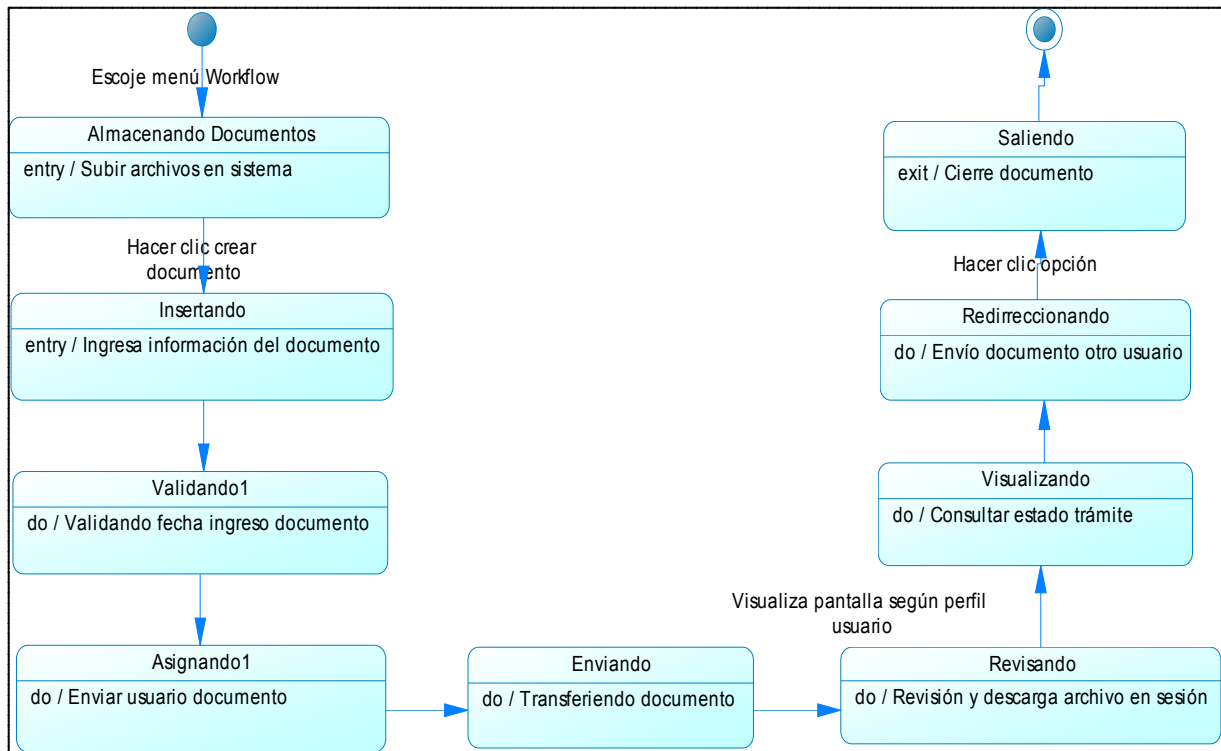 Escoje menú Workflow
Almacenando Documentos
entry / Subir archivos en sistema
Hacer clic crear
documento
Insertando
entry / Ingresa información del documento
Validando1
do / Validando fecha ingreso documento
Asignando1
do / Enviar usuario documento
Enviando
do / Transferiendo documento
Revisando
do / Revisión y descarga archivo en sesión
Visualiza pantalla según perfil
usuario
Visualizando
do / Consultar estado trámite
Redirreccionando
do / Envío documento otro usuario
Hacer clic opción
Saliendo
exit / Cierre documento